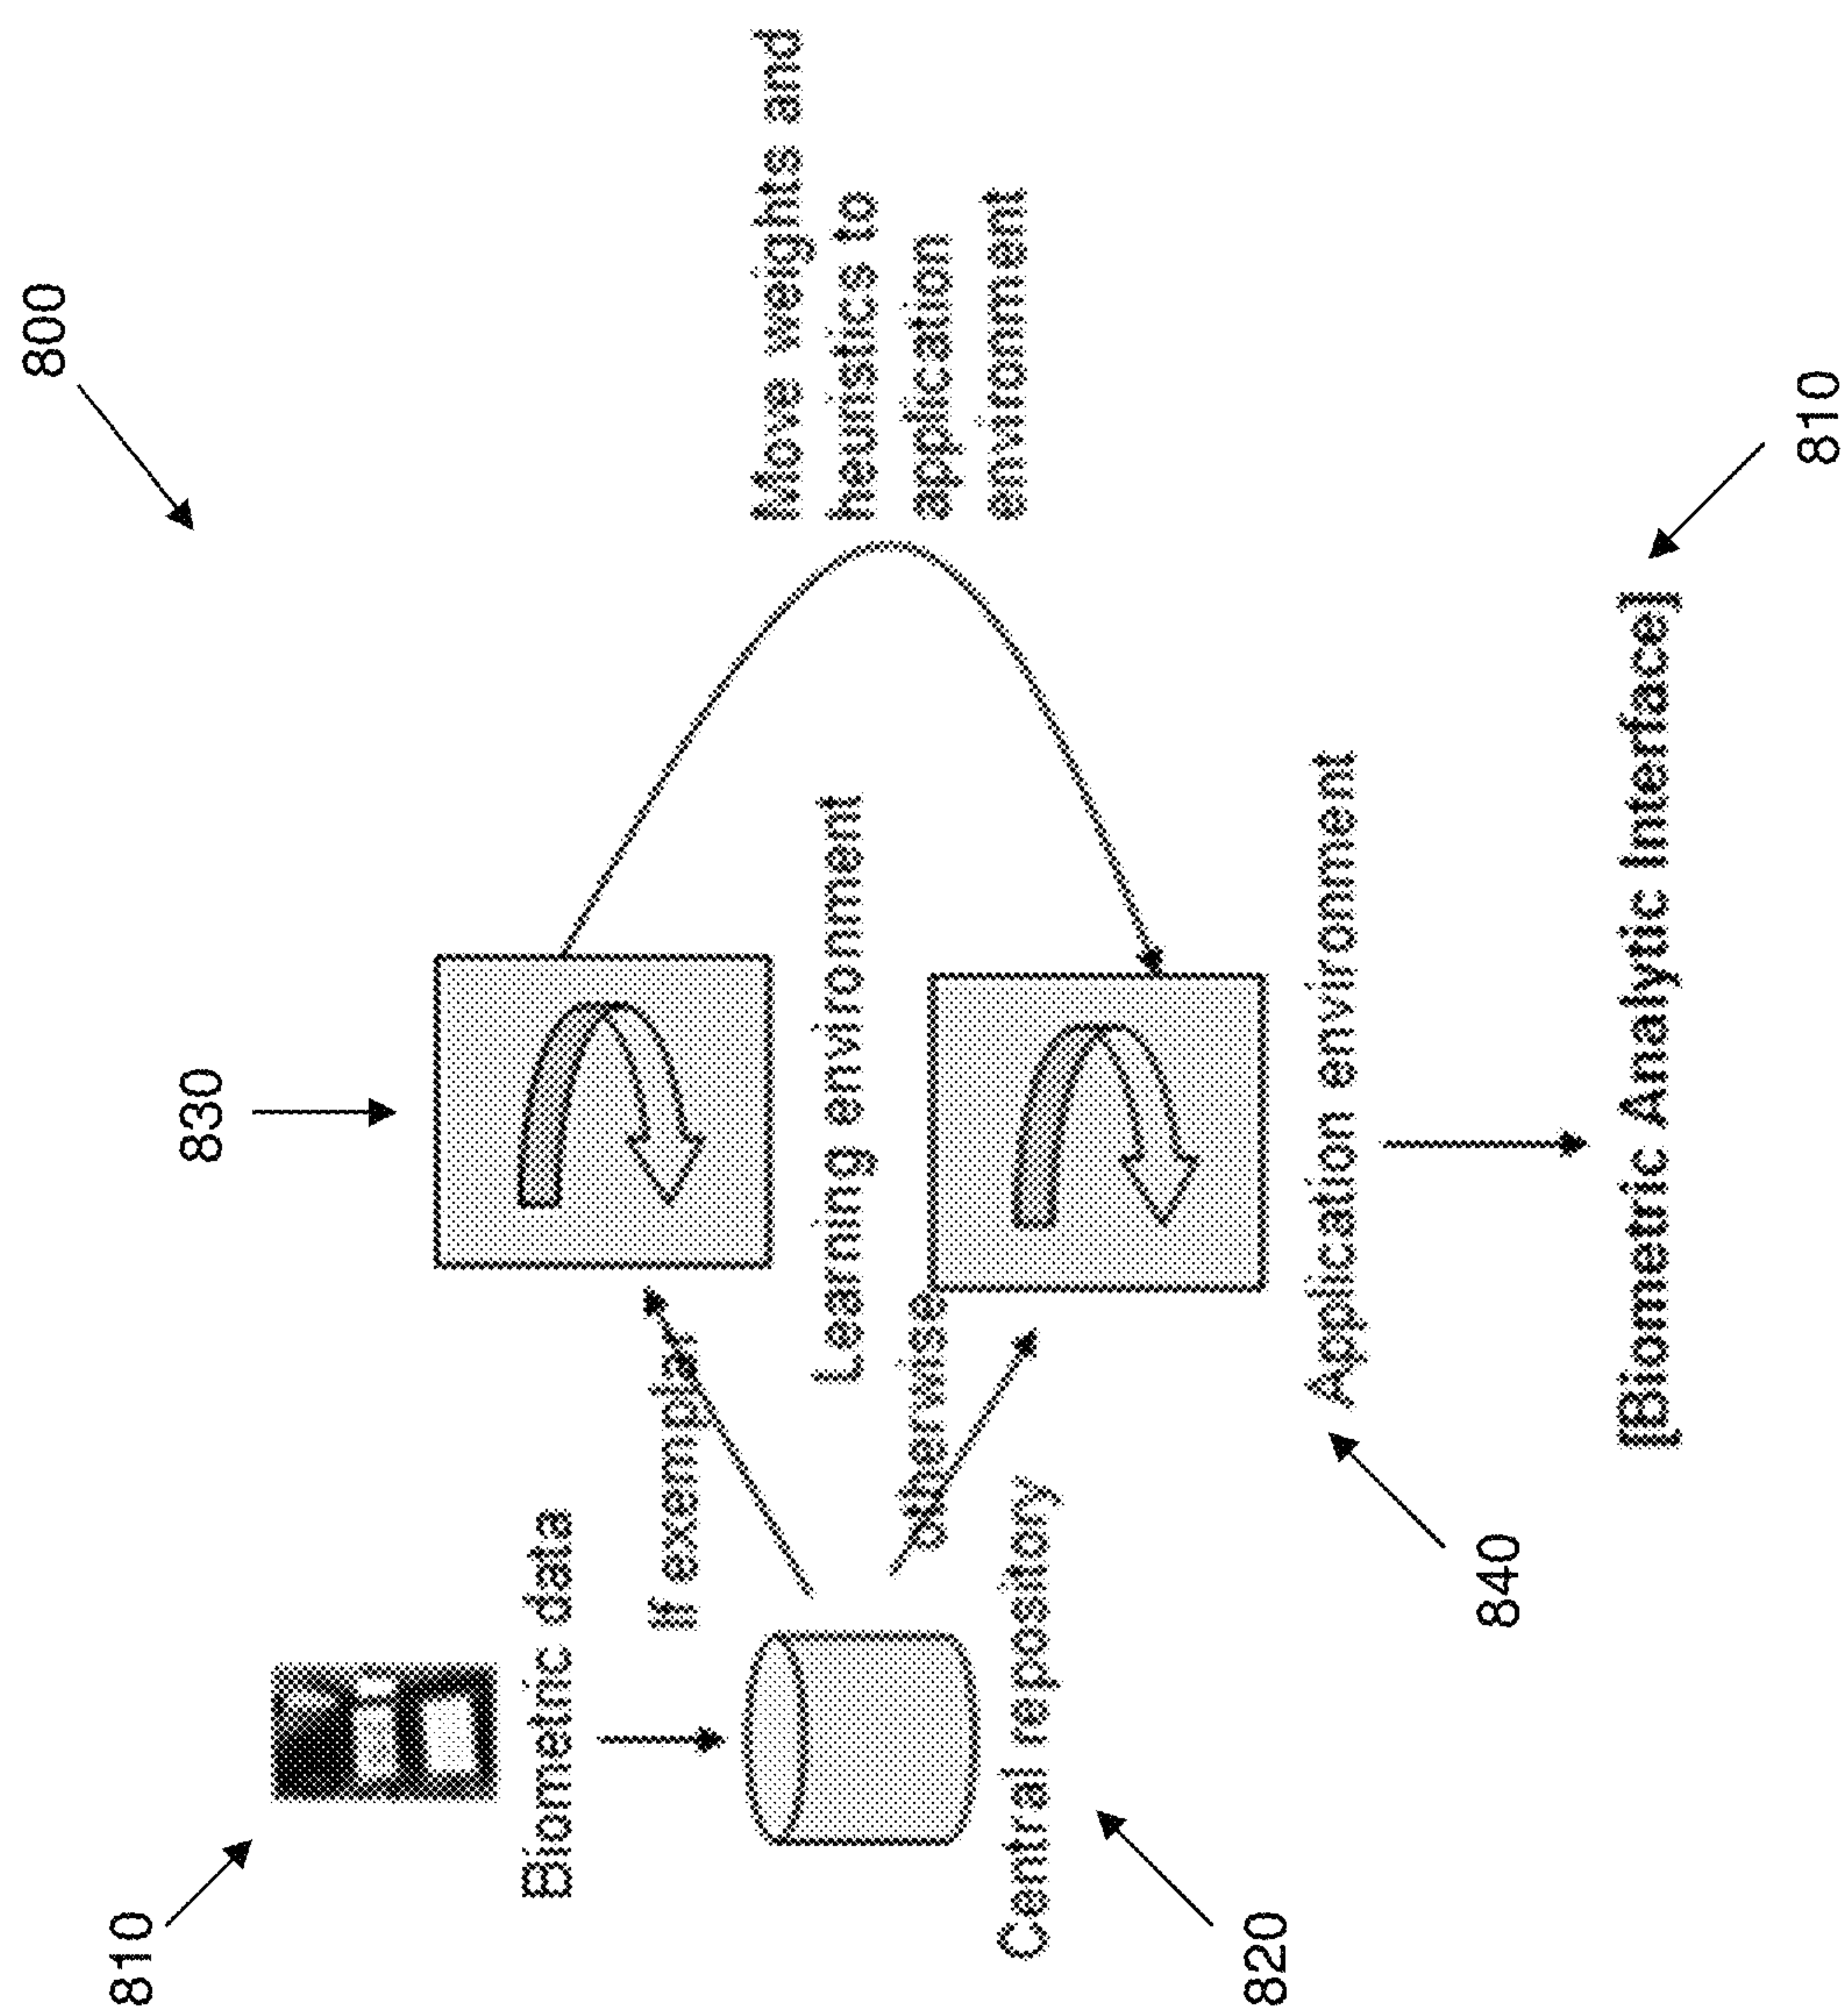 800
810
830
Biometric data
If exemplar
Move weights and
heuristics to
application
environment
Learning environment
otherwise
Central repository
820
Application environment
840
[Biometric Analytic Interface]
810